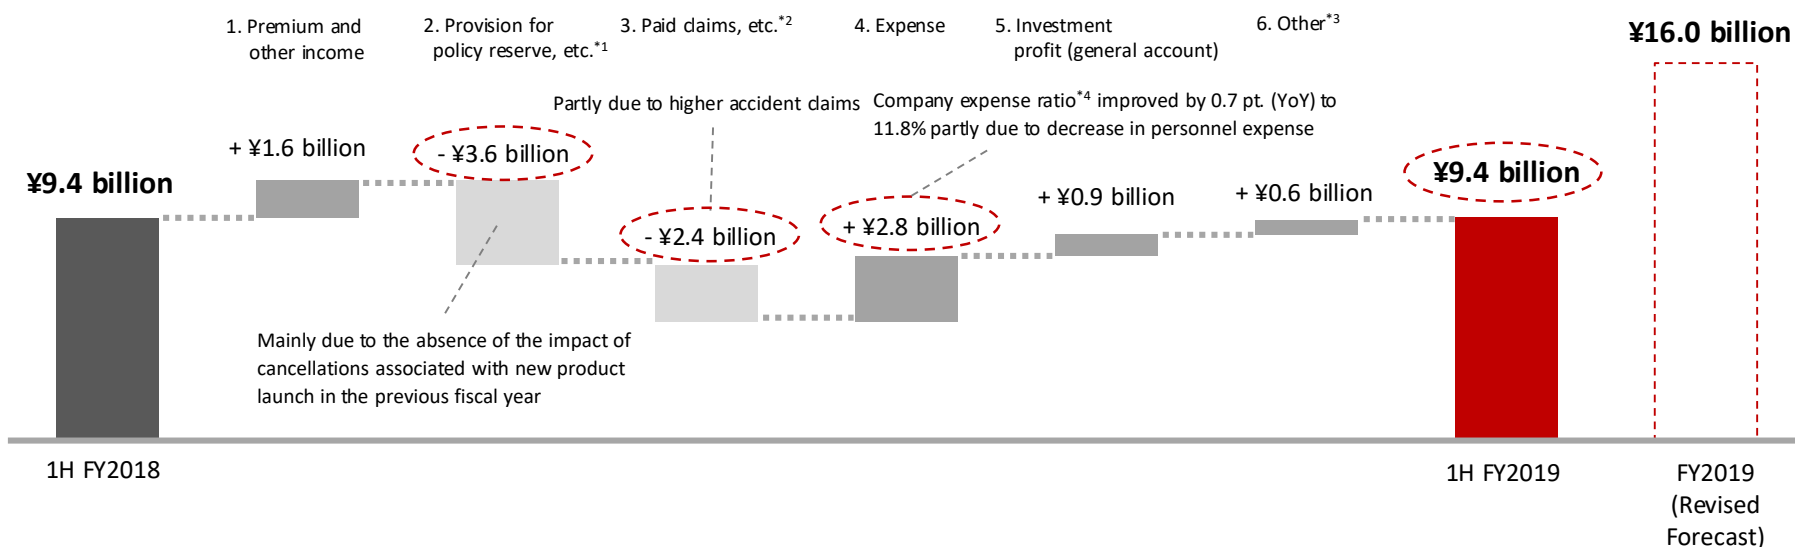 1. Premium and
other income
2. Provision for
policy reserve, etc.*1
3. Paid claims, etc.*2
4. Expense
5. Investment
profit (general account)
6. Other*3
¥16.0 billion
Partly due to higher accident claims
Company expense ratio*4 improved by 0.7 pt. (YoY) to
11.8% partly due to decrease in personnel expense
¥9.4 billion
+ ¥1.6 billion
- ¥3.6 billion
- ¥2.4 billion
+ ¥2.8 billion
+ ¥0.9 billion
+ ¥0.6 billion
¥9.4 billion
Mainly due to the absence of the impact of
cancellations associated with new product
launch in the previous fiscal year
1H FY2018
1H FY2019
FY2019
(Revised
Forecast)